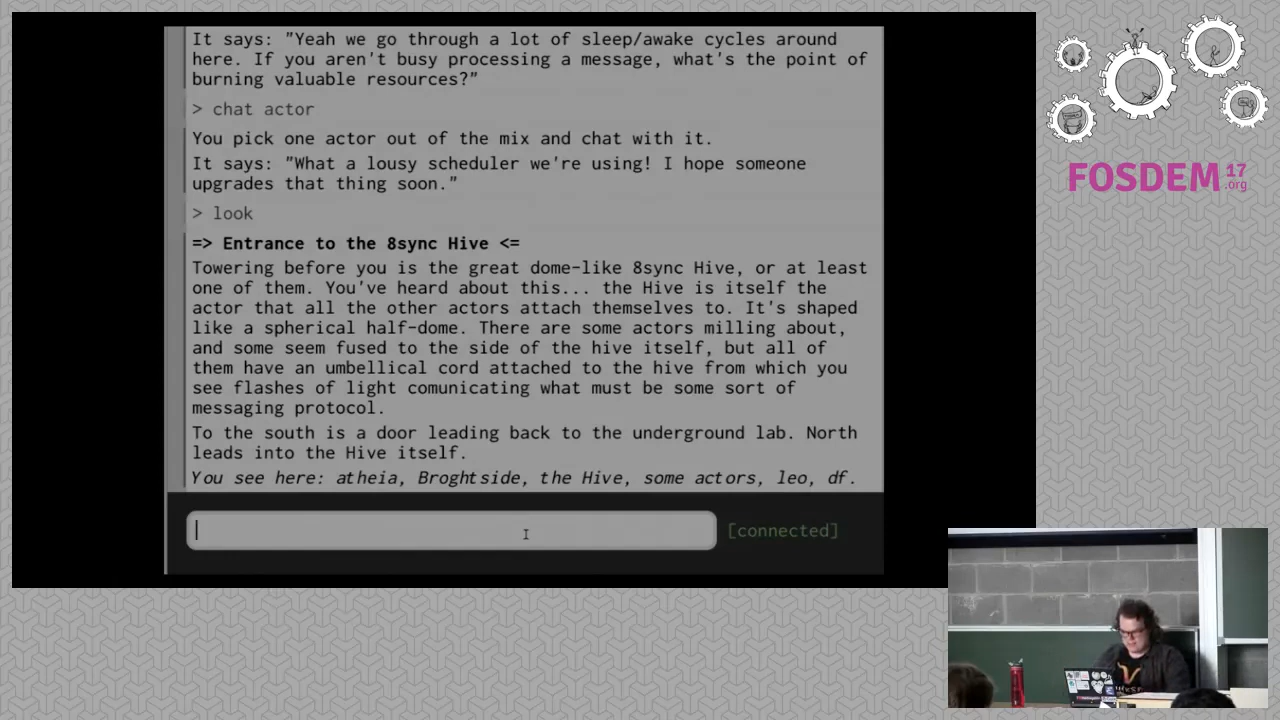 It says: "Yeah we go through a lot of sleep/awake cycles around
here. If you aren't busy processing a message, what's the point of
burning valuable resources?"
> chat actor
You pick one actor out of the mix and chat with it.
It says: "What a lousy scheduler we're using! I hope someone
upgrades that thing soon."
> look
=> Entrance to the 8sync Hive <=
Towering before you is the great dome-like 8sync Hive, or at least
one of them. You've heard about this... the Hive is itself the
actor that all the other actors attach themselves to. It's shaped
like a spherical half-dome. There are some actors milling about,
and some seem fused to the side of the hive itself, but all of
them have an umbellical cord attached to the hive from which you
see flashes of light comunicating what must be some sort of
messaging protocol.
To the south is a door leading back to the underground lab. North
leads into the Hive itself.
You see here: atheia, Broghtside, the Hive, some actors, leo, df.
[connected]
FOSDEM 17
.org